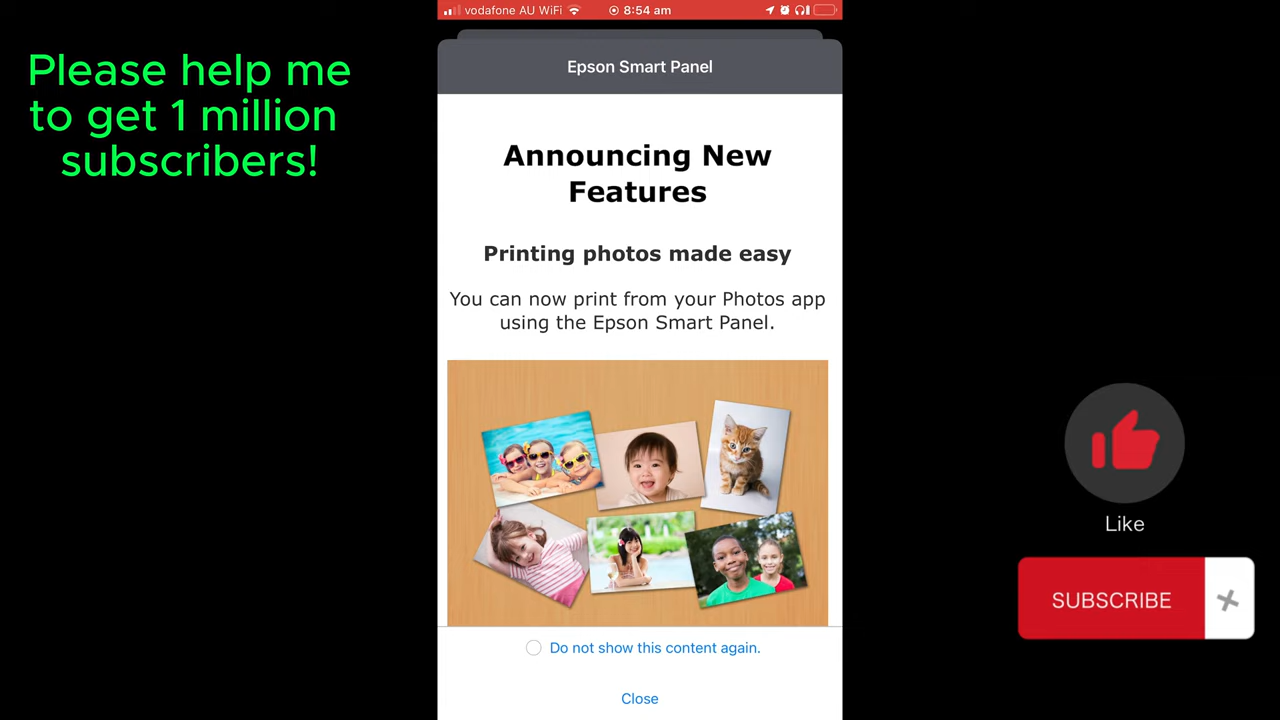 vodafone AU WiFi 8:54 am
Please help me
to get 1 million
subscribers!
Epson Smart Panel
Announcing New
Features
Printing photos made easy
You can now print from your Photos app
using the Epson Smart Panel.
Like
SUBSCRIBE
Do not show this content again.
Close